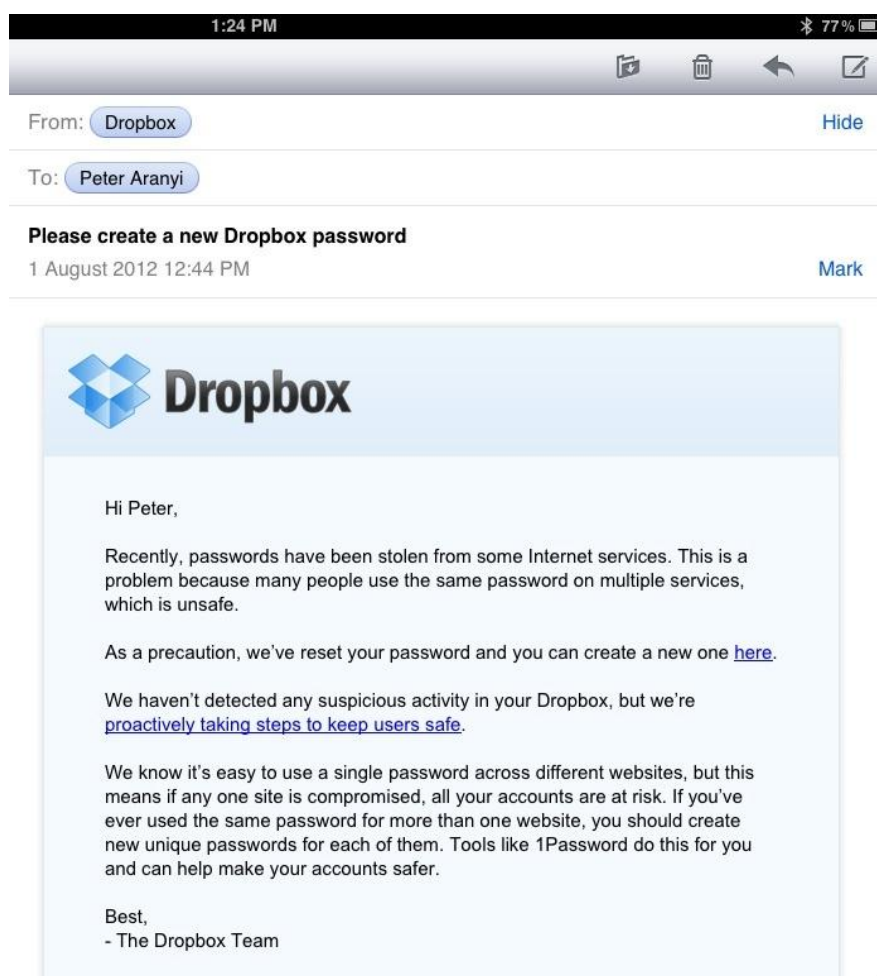 1:24 PM 77%
From: Dropbox Hide
To: Peter Aranyi
Please create a new Dropbox password
1 August 2012 12:44 PM Mark
Dropbox
Hi Peter,
Recently, passwords have been stolen from some Internet services. This is a
problem because many people use the same password on multiple services,
which is unsafe.
As a precaution, we’ve reset your password and you can create a new one here.
We haven’t detected any suspicious activity in your Dropbox, but we’re
proactively taking steps to keep users safe.
We know it’s easy to use a single password across different websites, but this
means if any one site is compromised, all your accounts are at risk. If you’ve
ever used the same password for more than one website, you should create
new unique passwords for each of them. Tools like 1Password do this for you
and can help make your accounts safer.
Best,
- The Dropbox Team